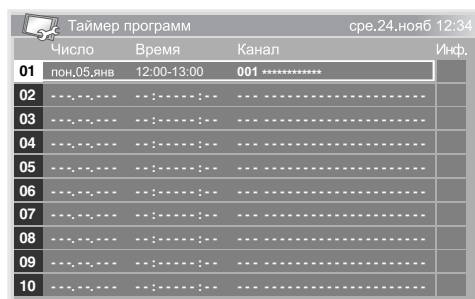 Таймер программ сре.24.нояб 12:34
Число Время Канал Инф.
01 пон.05.янв 12:00-13:00 001 ************
02 ---.--.--- --:-----:-- --- -----------------------
03 ---.--.--- --:-----:-- --- -----------------------
04 ---.--.--- --:-----:-- --- -----------------------
05 ---.--.--- --:-----:-- --- -----------------------
06 ---.--.--- --:-----:-- --- -----------------------
07 ---.--.--- --:-----:-- --- -----------------------
08 ---.--.--- --:-----:-- --- -----------------------
09 ---.--.--- --:-----:-- --- -----------------------
10 ---.--.--- --:-----:-- --- -----------------------